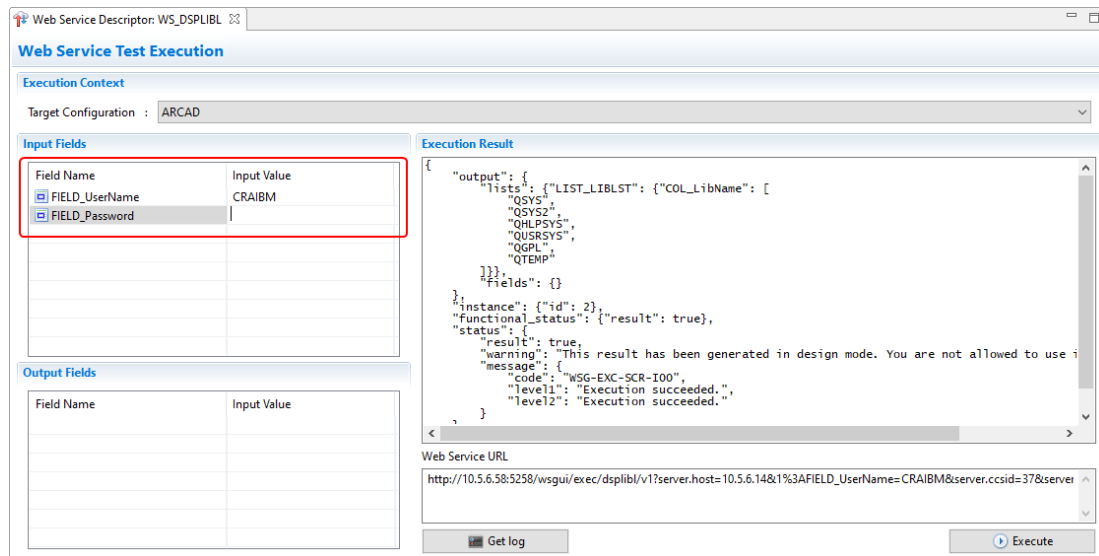 Web Service Descriptor: WS_DSPLIBL
Web Service Test Execution
Execution Context
Target Configuration : ARCAD
Input Fields
Field Name Input Value
FIELD_UserName CRAIBM
FIELD_Password
Output Fields
Field Name Input Value
Execution Result
{
"output": {
"lists": {"LIST_LIBLST": {"COL_LibName": [
"QSYS",
"QSYS2",
"QHLPSYS",
"QUSRSYS",
"QGPL",
"QTEMP"
]}},
"fields": {}
},
"instance": {"id": 2},
"functional_status": {"result": true},
"status": {
"result": true,
"warning": "This result has been generated in design mode. You are not allowed to use i
"message": {
"code": "WSG-EXC-SCR-I00",
"level1": "Execution succeeded.",
"level2": "Execution succeeded."
}
Web Service URL
http://10.5.6.58:5258/wsgui/exec/dsplibl/v1?server.host=10.5.6.14&1%3AFIELD_UserName=CRAIBM&server.ccsid=37&server
Get log
Execute